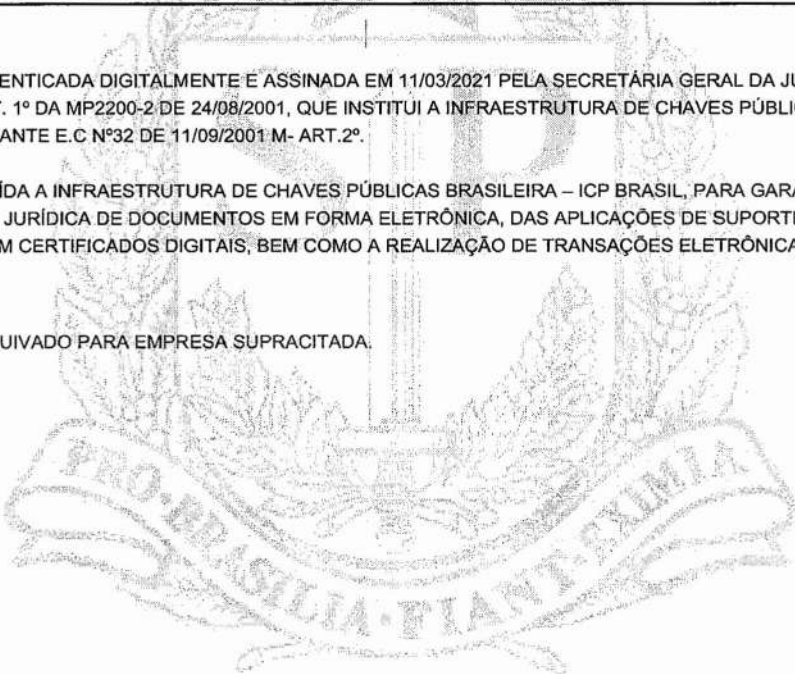 ENTICADA DIGITALMENTE E ASSINADA EM 11/03/2021 PELA SECRETÁRIA GERAL DA JU
. 1º DA MP2200-2 DE 24/08/2001, QUE INSTITUI A INFRAESTRUTURA DE CHAVES PÚBLIC
ANTE E.C Nº32 DE 11/09/2001 M- ART.2º.
ÍDA A INFRAESTRUTURA DE CHAVES PÚBLICAS BRASILEIRA – ICP BRASIL, PARA GARA
JURÍDICA DE DOCUMENTOS EM FORMA ELETRÔNICA, DAS APLICAÇÕES DE SUPORTE
M CERTIFICADOS DIGITAIS, BEM COMO A REALIZAÇÃO DE TRANSAÇÕES ELETRÔNICA
UIVADO PARA EMPRESA SUPRACITADA.
SP
PRO·BRASILIA·FIANT·EXIMIA